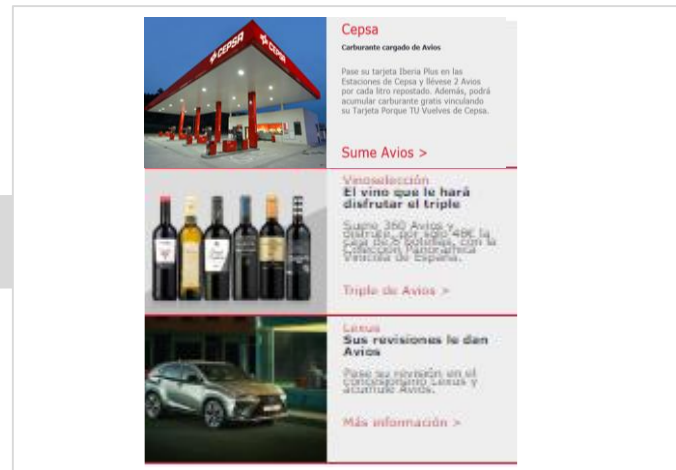 CEPSA
CEPSA
Cepsa
Carburante cargado de Avios
Pase su tarjeta Iberia Plus en las
Estaciones de Cepsa y llévese 2 Avios
por cada litro repostado. Además, podrá
acumular carburante gratis vinculando
su Tarjeta Porque TU Vuelves de Cepsa.
Sume Avios >
Vinoselección
El vino que le hará
disfrutar el triple
Sume 360 Avios y
disfrute, por sólo 48€ la
caja de 6 botellas, con la
Colección Panorámica
Vinícola de España.
Triple de Avios >
Lexus
Sus revisiones le dan
Avios
Pase su revisión en el
concesionario Lexus y
acumule Avios.
Más información >